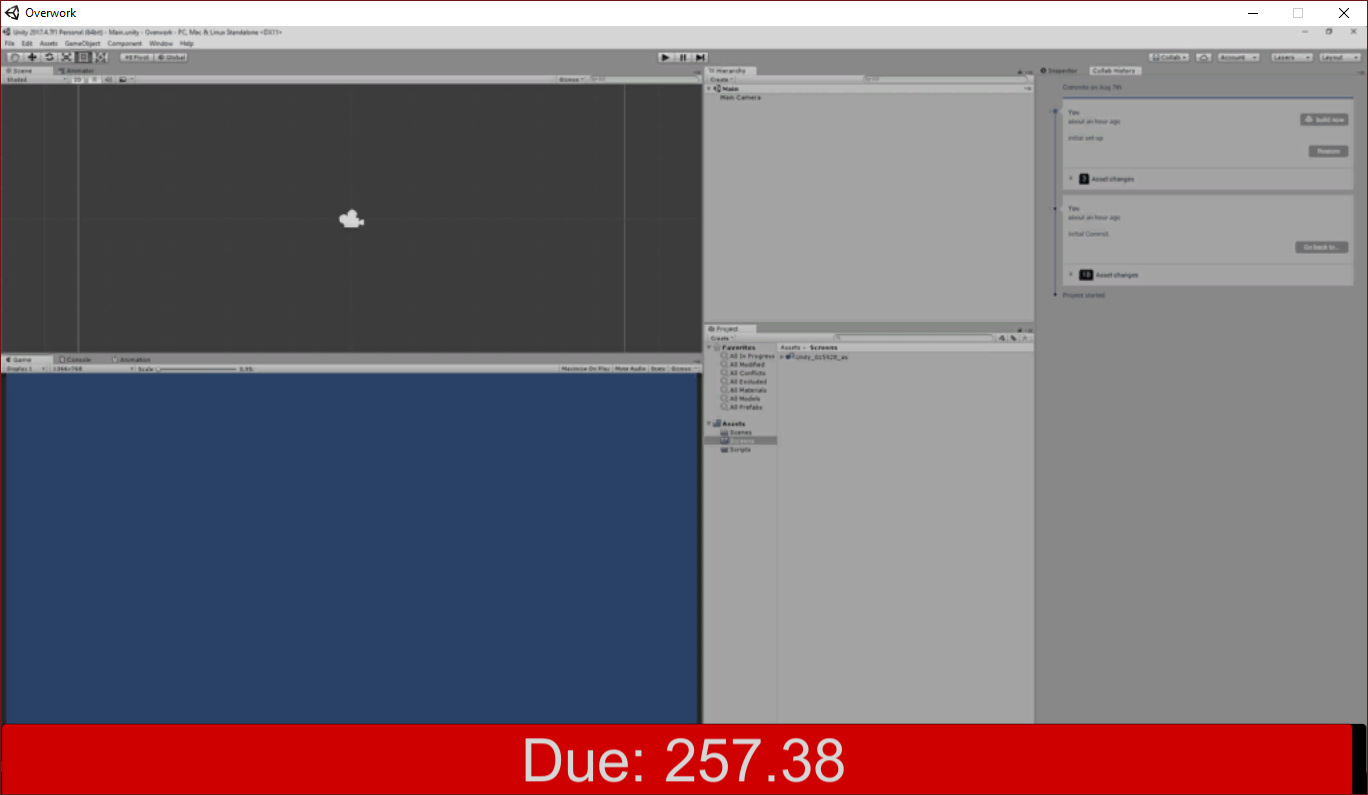 Overwork
Unity 2017.4.7f1 Personal (64bit) - Main.unity - Overwork - PC, Mac & Linux Standalone <DX11>
File Edit Assets GameObject Component Window Help
Pivot Global Collab Account Layers Layout
Scene Animator
Shaded 2D Gizmos All
Hierarchy
Create All
Main
Main Camera
Inspector Collab History
Commits on Aug 7th
You
about an hour ago
Build now
initial set-up
Restore
3 Asset changes
You
about an hour ago
Initial Commit.
Go back to...
10 Asset changes
Project started
Game Console Animation
Display 1 1366x768 Scale Maximize On Play Mute Audio Stats Gizmos
Project
Create
Favorites
All In Progress
All Modified
All Conflicts
All Excluded
All Materials
All Models
All Prefabs
Assets
Scenes
Screens
Scripts
Assets Screens
Due: 257.38